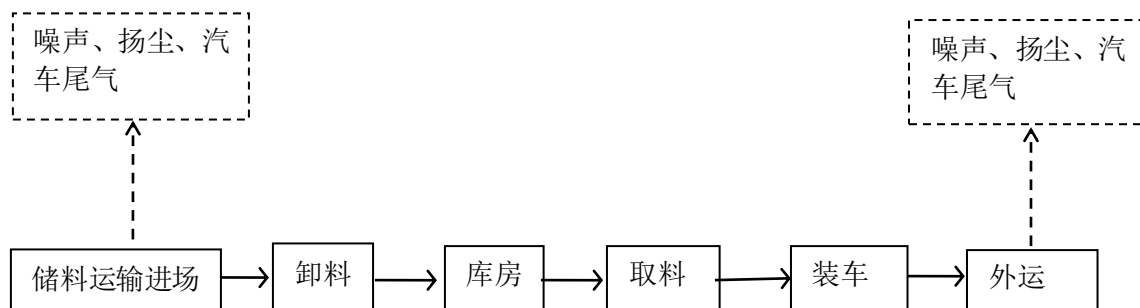 噪声、扬尘、汽
车尾气
噪声、扬尘、汽
车尾气
储料运输进场
卸料
库房
取料
装车
外运